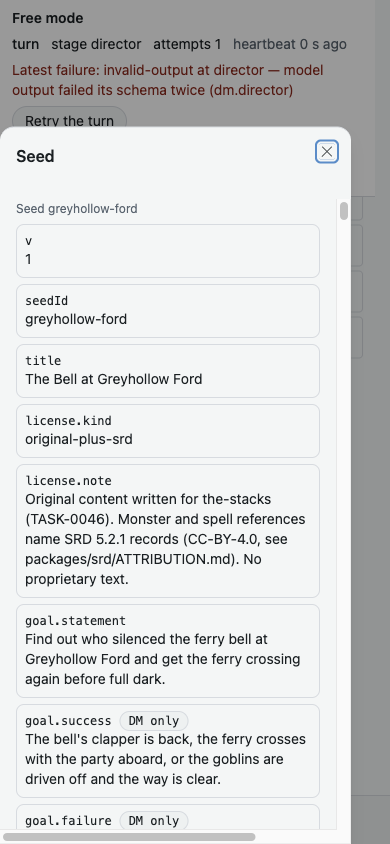 Free mode
turn stage director attempts 1 heartbeat 0 s ago
Latest failure: invalid-output at director — model
output failed its schema twice (dm.director)
Retry the turn
Seed
Seed greyhollow-ford
v
1
seedId
greyhollow-ford
title
The Bell at Greyhollow Ford
license.kind
original-plus-srd
license.note
Original content written for the-stacks
(TASK-0046). Monster and spell references
name SRD 5.2.1 records (CC-BY-4.0, see
packages/srd/ATTRIBUTION.md). No
proprietary text.
goal.statement
Find out who silenced the ferry bell at
Greyhollow Ford and get the ferry crossing
again before full dark.
goal.success DM only
The bell's clapper is back, the ferry crosses
with the party aboard, or the goblins are
driven off and the way is clear.
goal.failure DM only